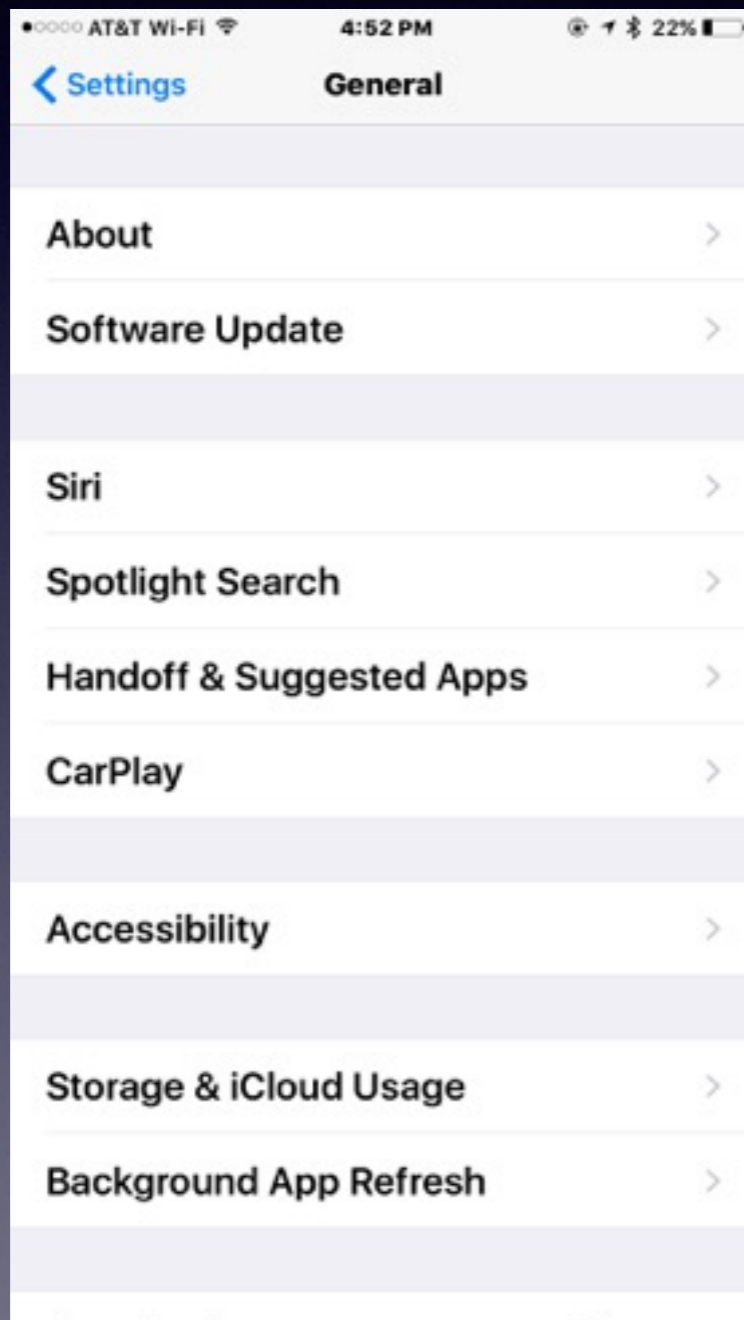 AT&T Wi-Fi 4:52 PM 22%
Settings General
About
Software Update
Siri
Spotlight Search
Handoff & Suggested Apps
CarPlay
Accessibility
Storage & iCloud Usage
Background App Refresh